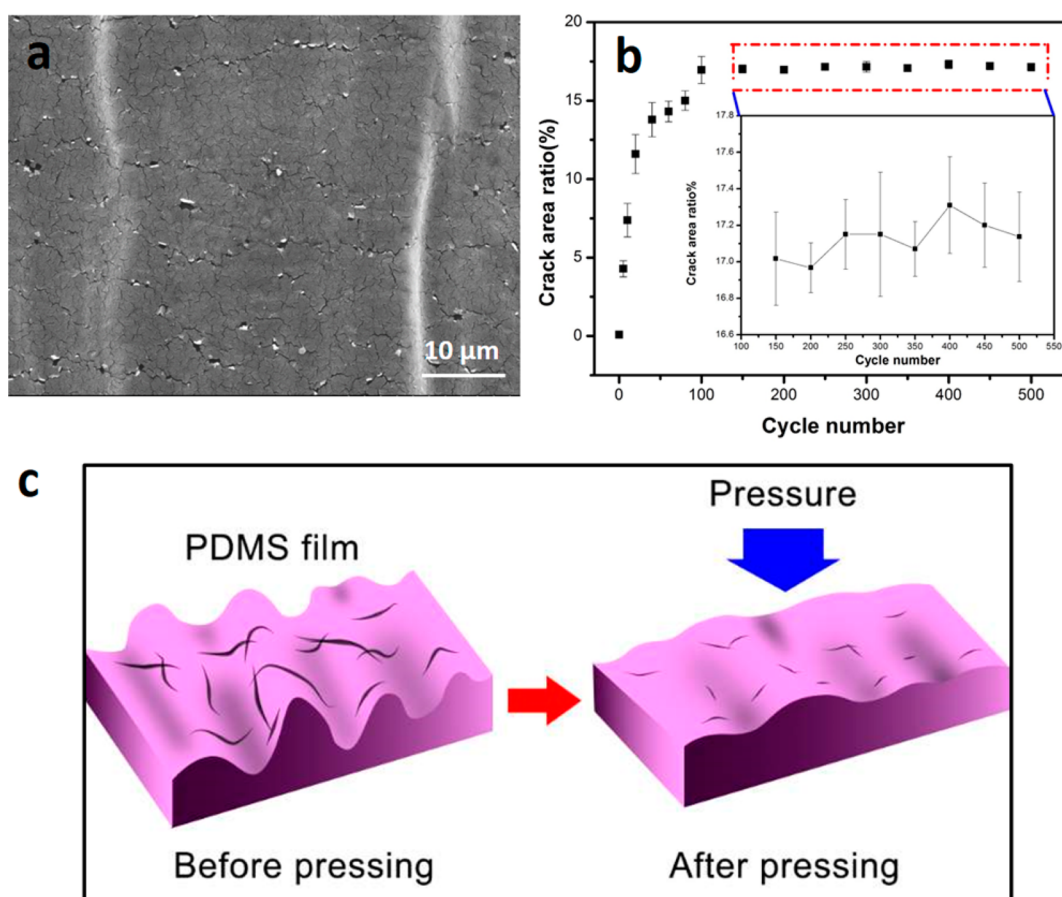 a
10 μm
b
Crack area ratio(%)
20
15
10
5
0
0
100
200
300
400
500
Cycle number
Crack area ratio%
17.8
17.6
17.4
17.2
17.0
16.8
16.6
100
150
200
250
300
350
400
450
500
550
Cycle number
c
PDMS film
Pressure
Before pressing
After pressing